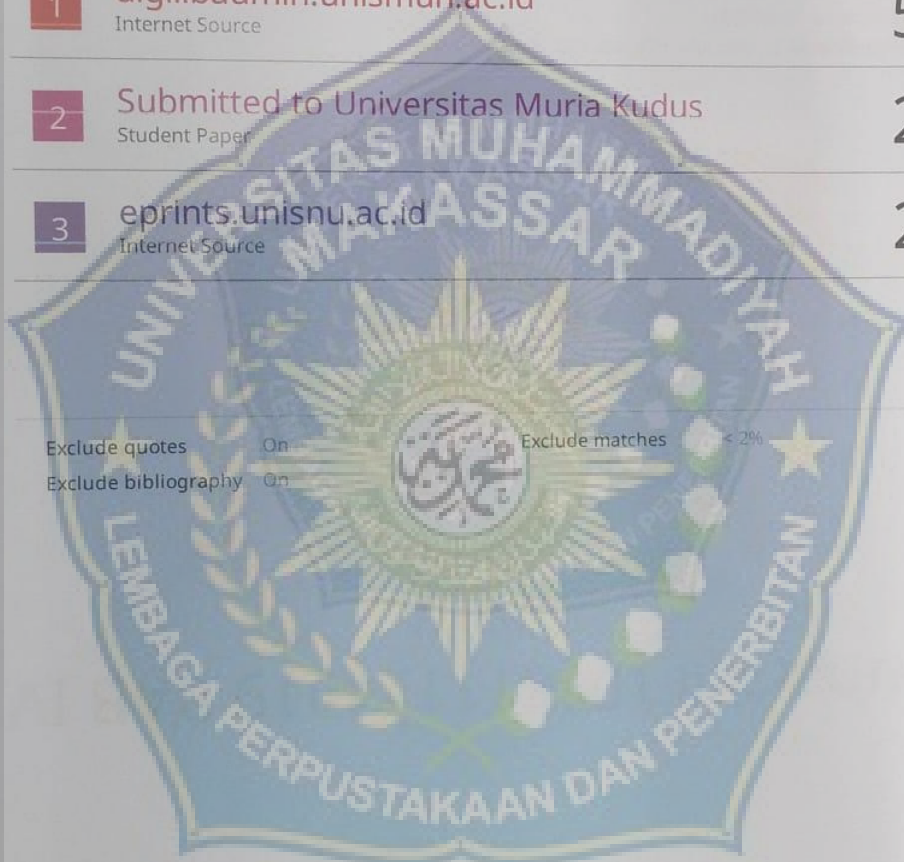 1
Internet Source
2
Submitted to Universitas Muria Kudus
Student Paper
3
eprints.unisnu.ac.id
Internet Source
UNIVERSITAS MUHAMMADIYAH
MAKASSAR
Exclude quotes On
Exclude matches < 2%
Exclude bibliography On
LEMBAGA PERPUSTAKAAN DAN PENERBITAN